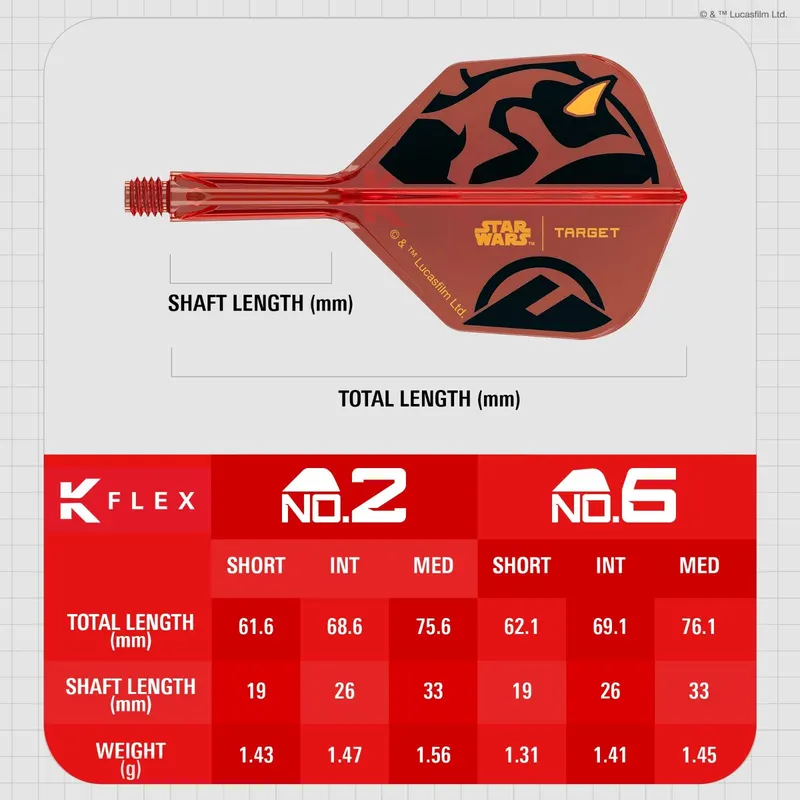 © & ™ Lucasfilm Ltd.
STAR WARS™ TARGET
© & ™ Lucasfilm Ltd.
SHAFT LENGTH (mm)
TOTAL LENGTH (mm)
K FLEX NO.2 NO.6
SHORT INT MED SHORT INT MED
TOTAL LENGTH (mm) 61.6 68.6 75.6 62.1 69.1 76.1
SHAFT LENGTH (mm) 19 26 33 19 26 33
WEIGHT (g) 1.43 1.47 1.56 1.31 1.41 1.45